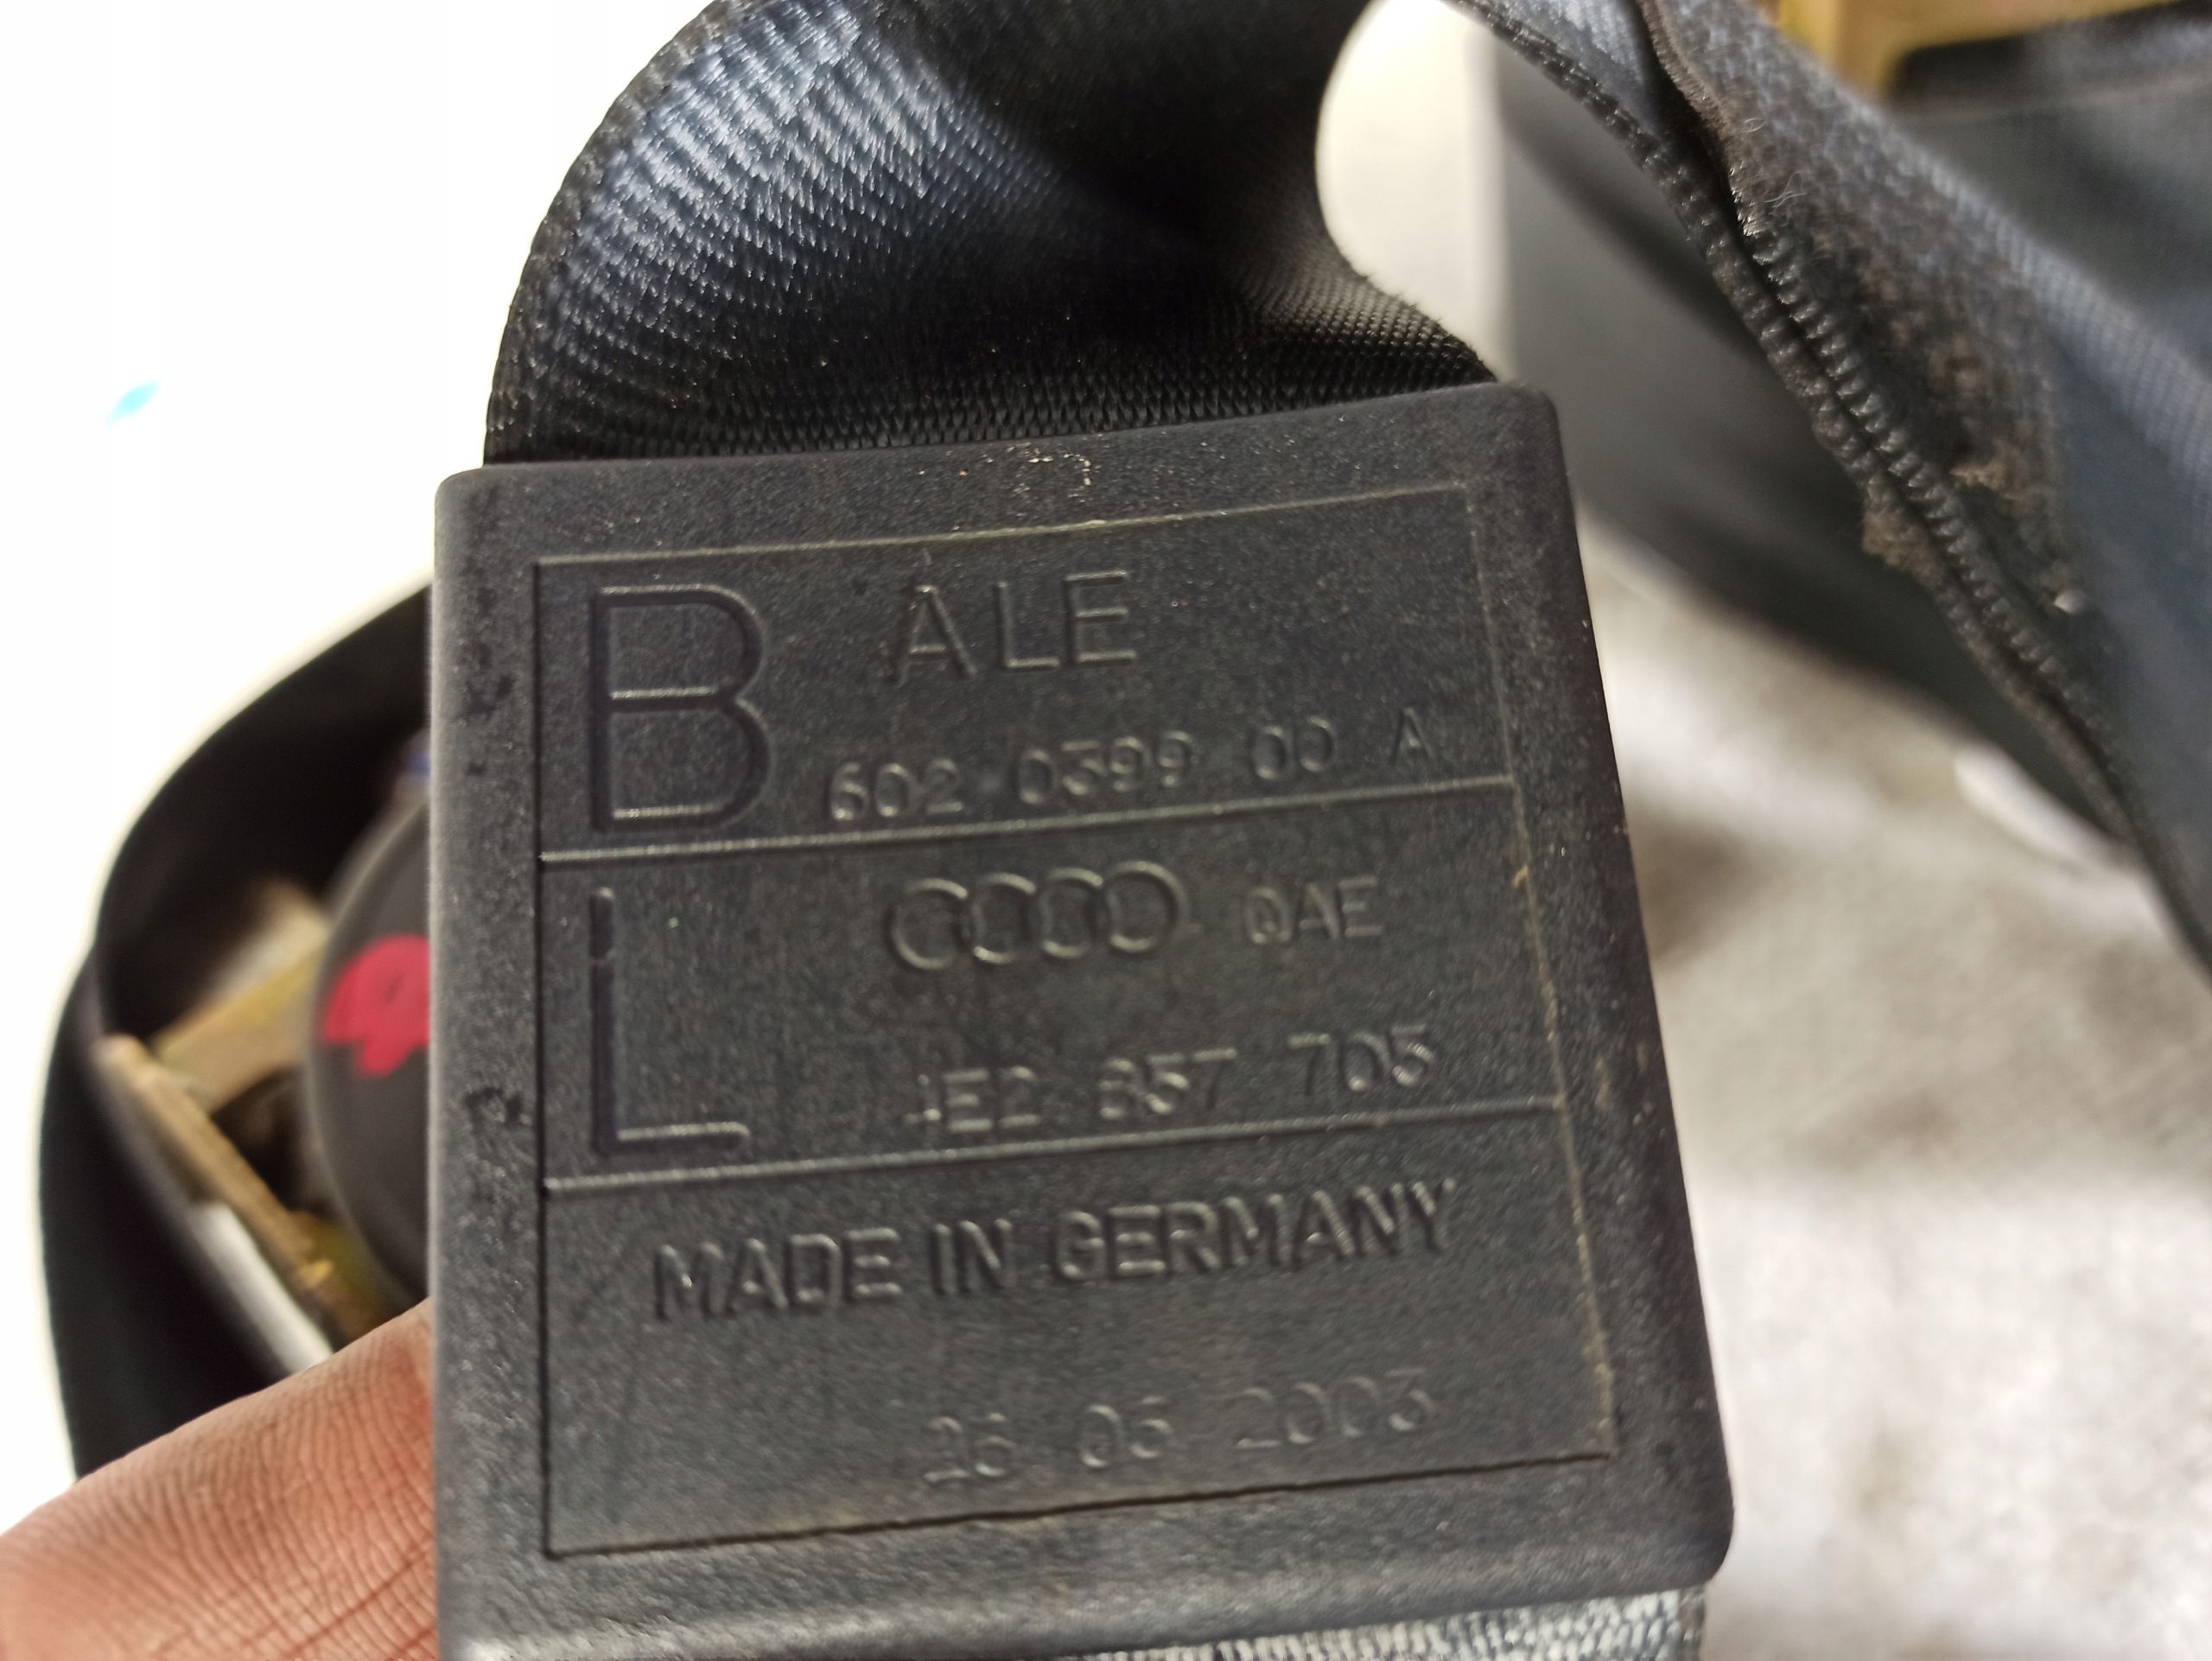 B ALE
602 0399 00 A
QAE
L 4E2 857 705
MADE IN GERMANY
26 05 2003